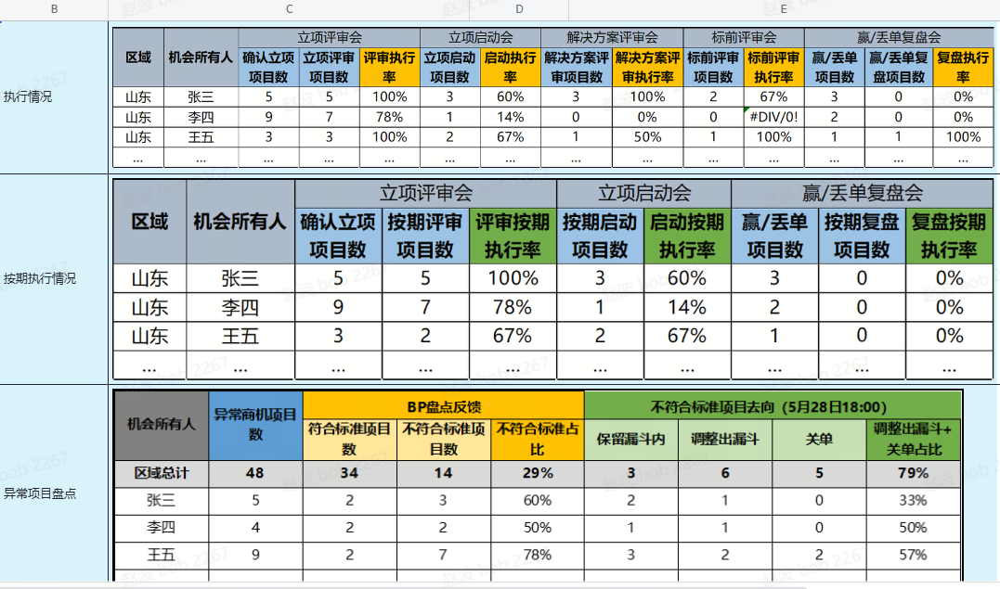 B C D E
执行情况
区域 机会所有人 立项评审会 立项启动会 解决方案评审会 标前评审会 赢/丢单复盘会
确认立项项目数 立项评审项目数 评审执行率 立项启动项目数 启动执行率 解决方案评审项目数 解决方案评审执行率 标前评审项目数 标前评审执行率 赢/丢单项目数 赢/丢单复盘项目数 复盘执行率
山东 张三 5 5 100% 3 60% 3 100% 2 67% 3 0 0%
山东 李四 9 7 78% 1 14% 0 0% 0 #DIV/0! 2 0 0%
山东 王五 3 3 100% 2 67% 1 50% 1 100% 1 1 100%
... ... ... ... ... ... ... ... ... ... ... ... ... ...
按期执行情况
区域 机会所有人 立项评审会 立项启动会 赢/丢单复盘会
确认立项项目数 按期评审项目数 评审按期执行率 按期启动项目数 启动按期执行率 赢/丢单项目数 按期复盘项目数 复盘按期执行率
山东 张三 5 5 100% 3 60% 3 0 0%
山东 李四 9 7 78% 1 14% 2 0 0%
山东 王五 3 2 67% 2 67% 1 0 0%
... ... ... ... ... ... ... ... ... ...
异常项目盘点
机会所有人 异常商机项目数 BP盘点反馈 不符合标准项目去向（5月28日18:00）
符合标准项目数 不符合标准项目数 不符合标准占比 保留漏斗内 调整出漏斗 关单 调整出漏斗+关单占比
区域总计 48 34 14 29% 3 6 5 79%
张三 5 2 3 60% 2 1 0 33%
李四 4 2 2 50% 1 1 0 50%
王五 9 2 7 78% 3 2 2 57%
赵波 bob 2267